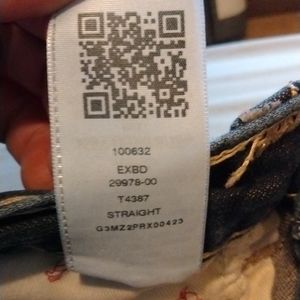 100632
EXBD
29978-00
T4387
STRAIGHT
G3MZ2PRX00423